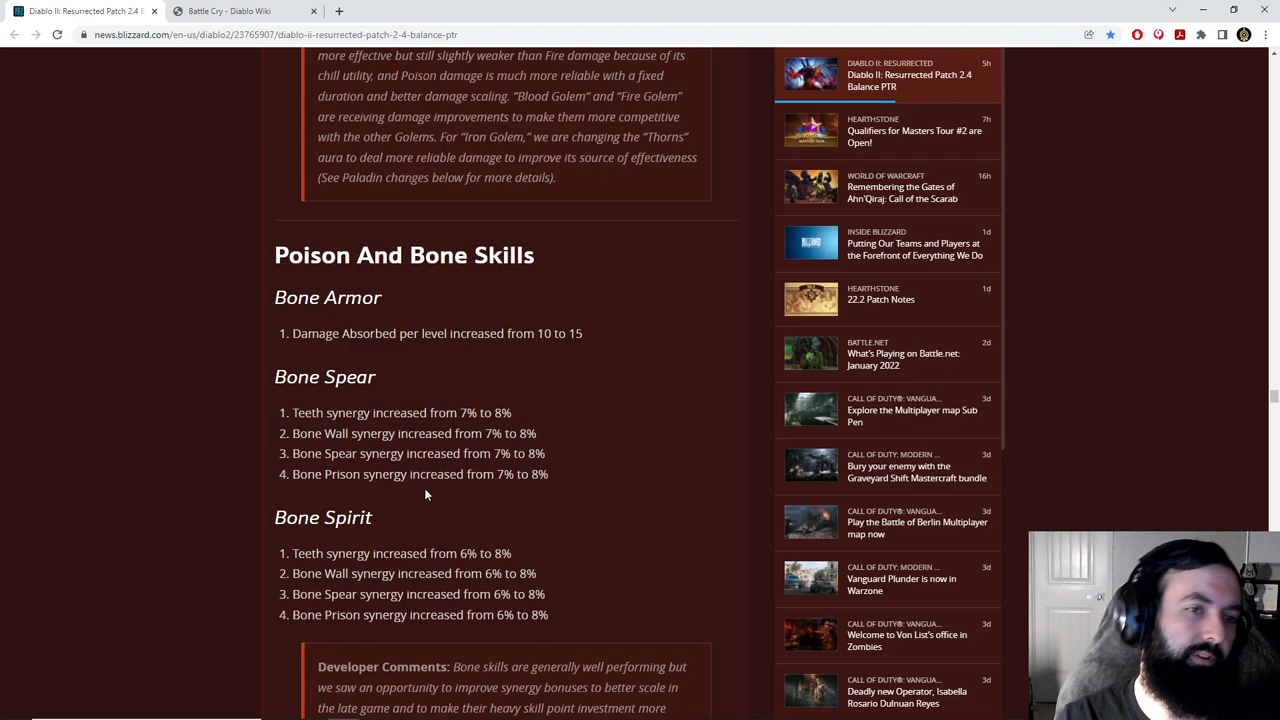 Diablo II: Resurrected Patch 2.4 B
Battle Cry - Diablo Wiki
news.blizzard.com/en-us/diablo2/23765907/diablo-ii-resurrected-patch-2-4-balance-ptr
more effective but still slightly weaker than Fire damage because of its
chill utility, and Poison damage is much more reliable with a fixed
duration and better damage scaling. “Blood Golem” and “Fire Golem”
are receiving damage improvements to make them more competitive
with the other Golems. For “Iron Golem,” we are changing the “Thorns”
aura to deal more reliable damage to improve its source of effectiveness
(See Paladin changes below for more details).
Poison And Bone Skills
Bone Armor
1. Damage Absorbed per level increased from 10 to 15
Bone Spear
1. Teeth synergy increased from 7% to 8%
2. Bone Wall synergy increased from 7% to 8%
3. Bone Spear synergy increased from 7% to 8%
4. Bone Prison synergy increased from 7% to 8%
Bone Spirit
1. Teeth synergy increased from 6% to 8%
2. Bone Wall synergy increased from 6% to 8%
3. Bone Spear synergy increased from 6% to 8%
4. Bone Prison synergy increased from 6% to 8%
Developer Comments: Bone skills are generally well performing but
we saw an opportunity to improve synergy bonuses to better scale in
the late game and to make their heavy skill point investment more
DIABLO II: RESURRECTED 5h
Diablo II: Resurrected Patch 2.4
Balance PTR
HEARTHSTONE 7h
Qualifiers for Masters Tour #2 are
Open!
WORLD OF WARCRAFT 16h
Remembering the Gates of
Ahn'Qiraj: Call of the Scarab
INSIDE BLIZZARD 1d
Putting Our Teams and Players at
the Forefront of Everything We Do
HEARTHSTONE 1d
22.2 Patch Notes
BATTLE.NET 2d
What's Playing on Battle.net:
January 2022
CALL OF DUTY®: VANGUA... 3d
Explore the Multiplayer map Sub
Pen
CALL OF DUTY: MODERN ... 3d
Bury your enemy with the
Graveyard Shift Mastercraft bundle
CALL OF DUTY®: VANGUA... 3d
Play the Battle of Berlin Multiplayer
map now
CALL OF DUTY: MODERN ... 3d
Vanguard Plunder is now in
Warzone
CALL OF DUTY®: VANGUA... 3d
Welcome to Von List's office in
Zombies
CALL OF DUTY®: VANGUA... 3d
Deadly new Operator, Isabella
Rosario Dulnuan Reyes